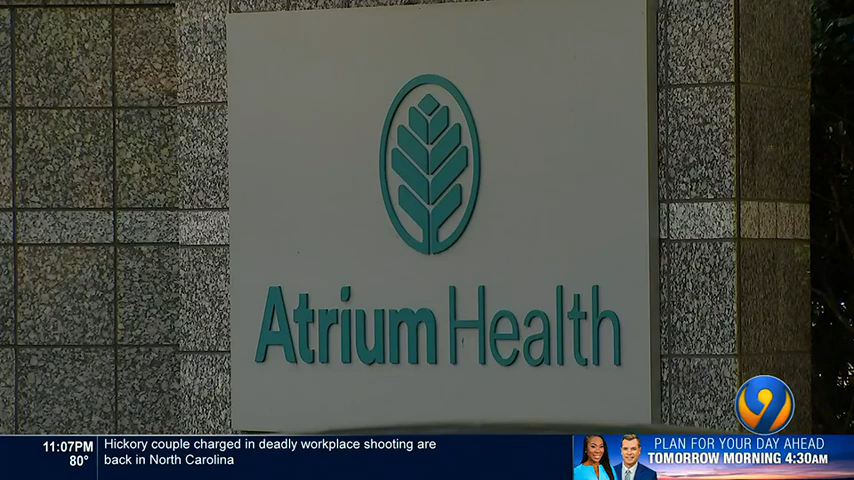 Atrium Health
9
11:07PM
80°
Hickory couple charged in deadly workplace shooting are
back in North Carolina
PLAN FOR YOUR DAY AHEAD
TOMORROW MORNING 4:30AM